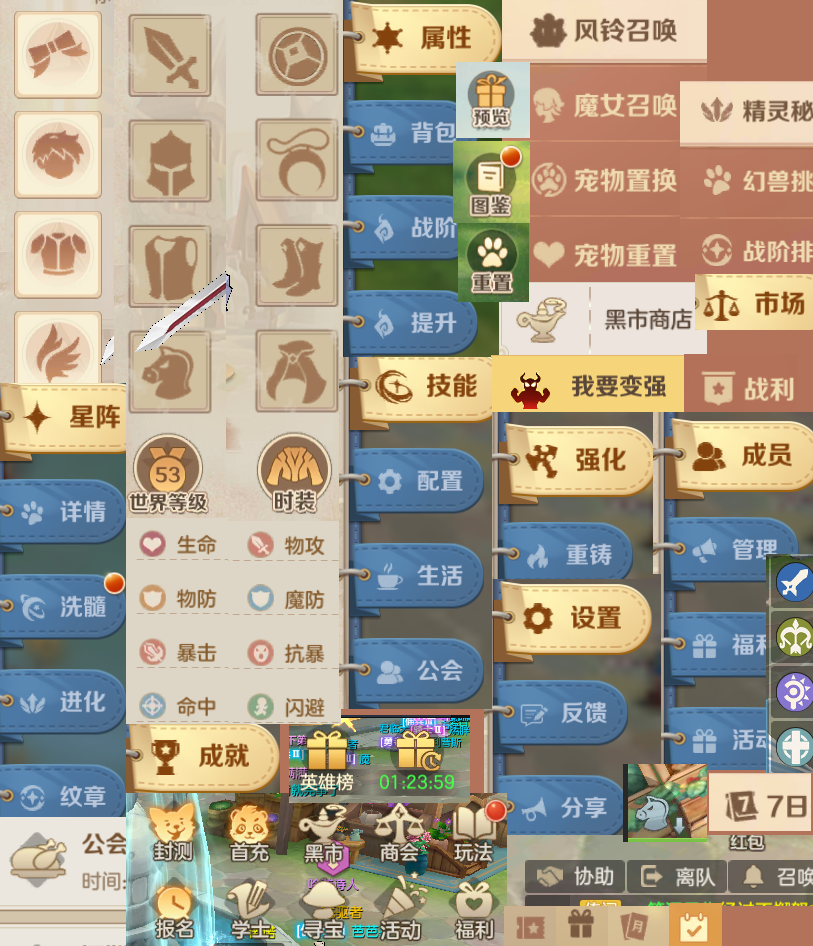 属性
背包
战阶
提升
预览
图鉴
重置
风铃召唤
魔女召唤
宠物置换
宠物重置
黑市商店
精灵秘
幻兽挑
战阶排
市场
我要变强
战利
星阵
详情
洗髓
进化
纹章
53
世界等级
时装
生命
物攻
物防
魔防
暴击
抗暴
命中
闪避
技能
配置
生活
公会
强化
重铸
设置
反馈
分享
成员
管理
福利
活动
成就
英雄榜
01:23:59
7日
红包
公会
时间:
封测
首充
黑市
商会
玩法
报名
学士
寻宝
活动
福利
协助
离队
召唤